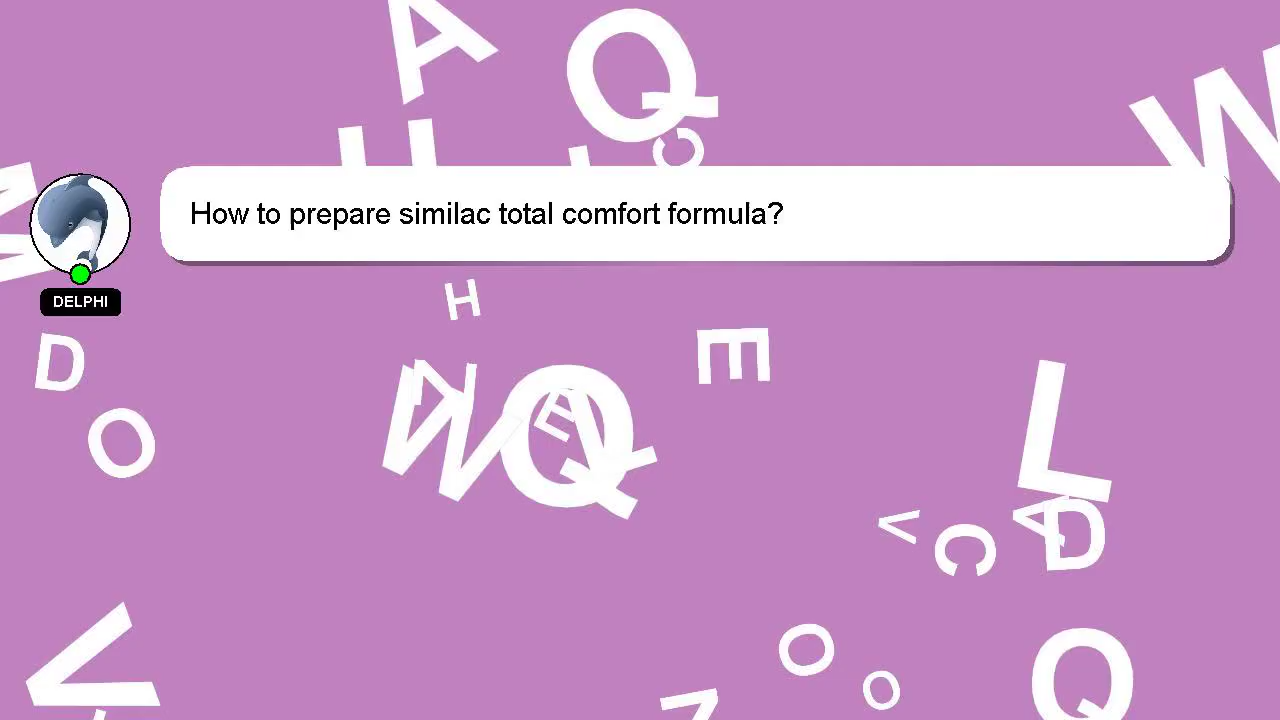 A
Q
W
C
M
How to prepare similac total comfort formula?
DELPHI
H
E
D
W
Q
E
L
O
V
C
A
D
V
O
O
Q